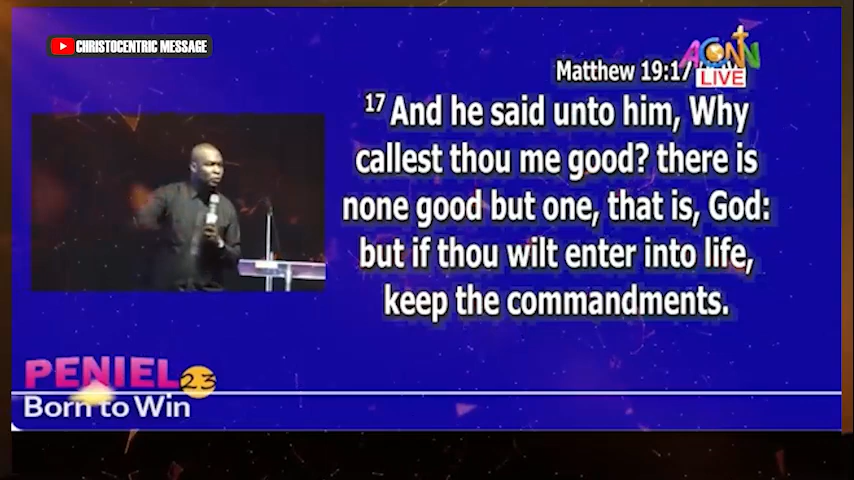 CHRISTOCENTRIC MESSAGE
ACNN
LIVE
Matthew 19:17
17 And he said unto him, Why
callest thou me good? there is
none good but one, that is, God:
but if thou wilt enter into life,
keep the commandments.
PENIEL 23
Born to Win